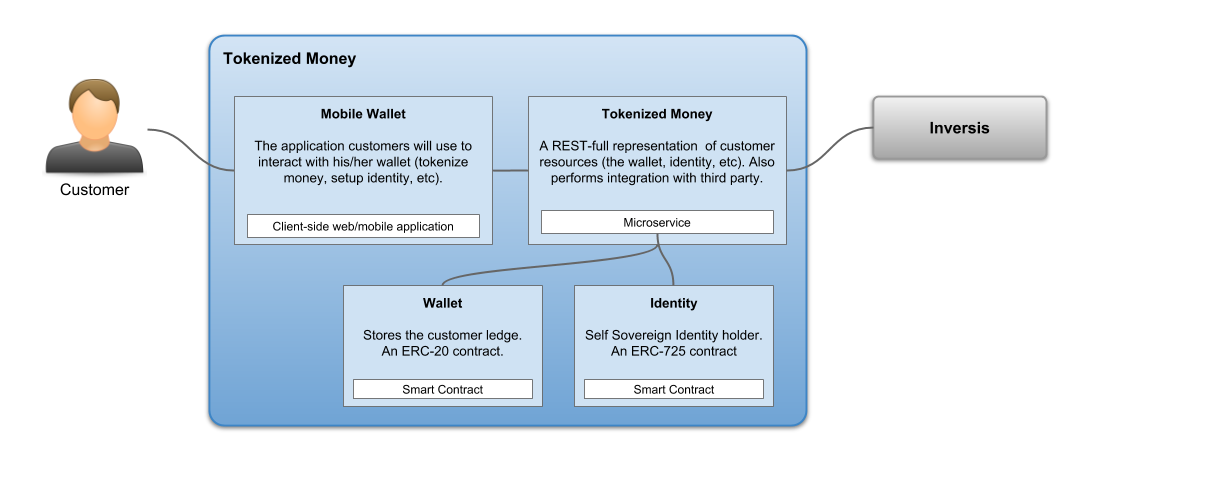 Tokenized Money
Customer
Mobile Wallet
The application customers will use to
interact with his/her wallet (tokenize
money, setup identity, etc).
Client-side web/mobile application
Tokenized Money
A REST-full representation  of customer
resources (the wallet, identity, etc). Also
performs integration with third party.
Microservice
Inversis
Wallet
Stores the customer ledge.
An ERC-20 contract.
Smart Contract
Identity
Self Sovereign Identity holder.
An ERC-725 contract
Smart Contract